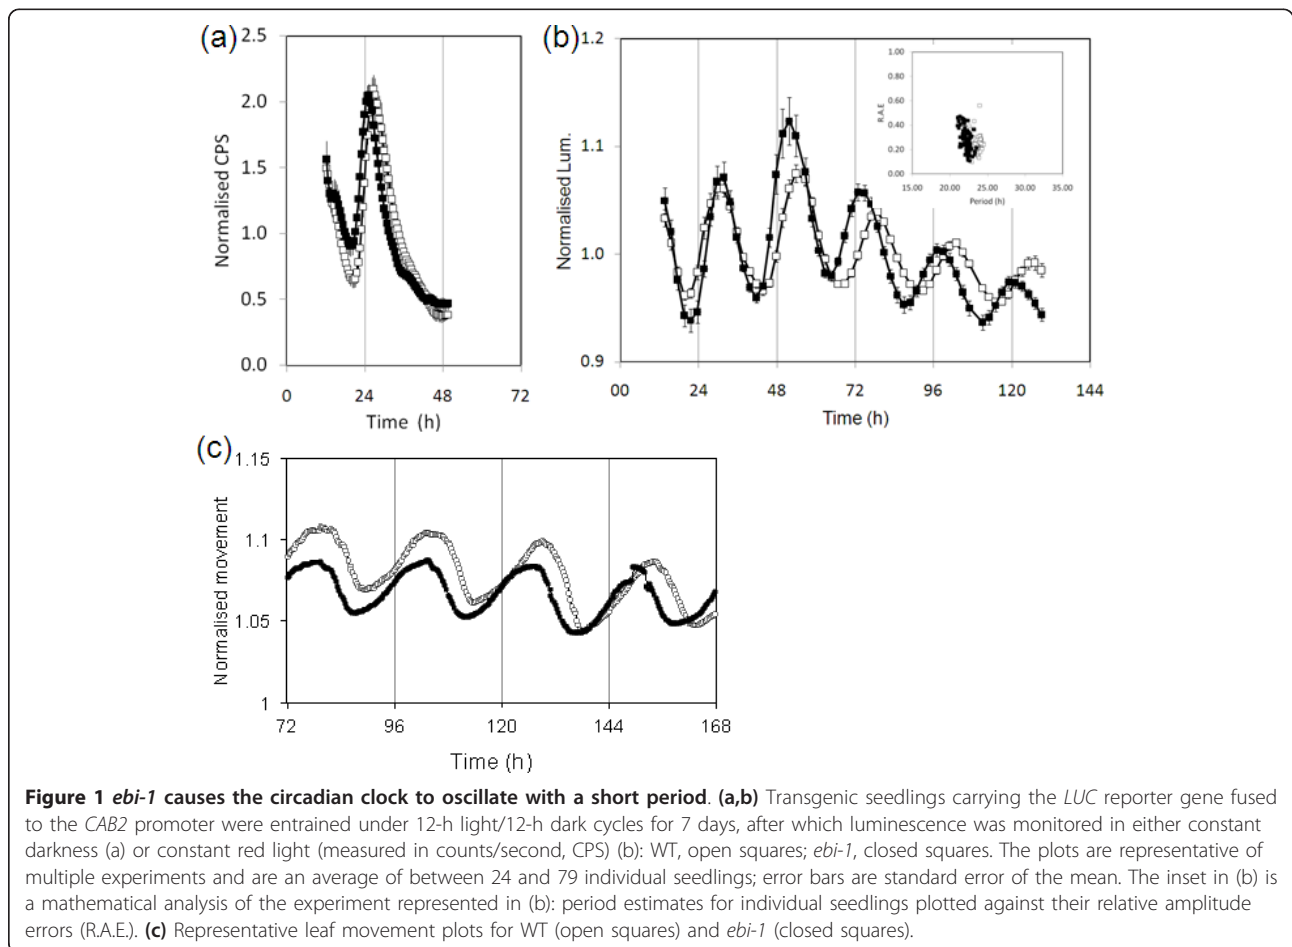 (a)
2.5
2.0
1.5
1.0
0.5
0.0
Normalised CPS
0 24 48 72
Time (h)
(b)
1.2
1.1
1.0
0.9
Normalised Lum.
00 24 48 72 96 120 144
Time (h)
1.00
0.80
0.60
0.40
0.20
0.00
R.A.E
15.00 20.00 25.00 30.00 35.00
Period (h)
(c)
1.15
1.1
1.05
1
Normalised movement
72 96 120 144 168
Time (h)
Figure 1 ebi-1 causes the circadian clock to oscillate with a short period. (a,b) Transgenic seedlings carrying the LUC reporter gene fused
to the CAB2 promoter were entrained under 12-h light/12-h dark cycles for 7 days, after which luminescence was monitored in either constant
darkness (a) or constant red light (measured in counts/second, CPS) (b): WT, open squares; ebi-1, closed squares. The plots are representative of
multiple experiments and are an average of between 24 and 79 individual seedlings; error bars are standard error of the mean. The inset in (b) is
a mathematical analysis of the experiment represented in (b): period estimates for individual seedlings plotted against their relative amplitude
errors (R.A.E.). (c) Representative leaf movement plots for WT (open squares) and ebi-1 (closed squares).